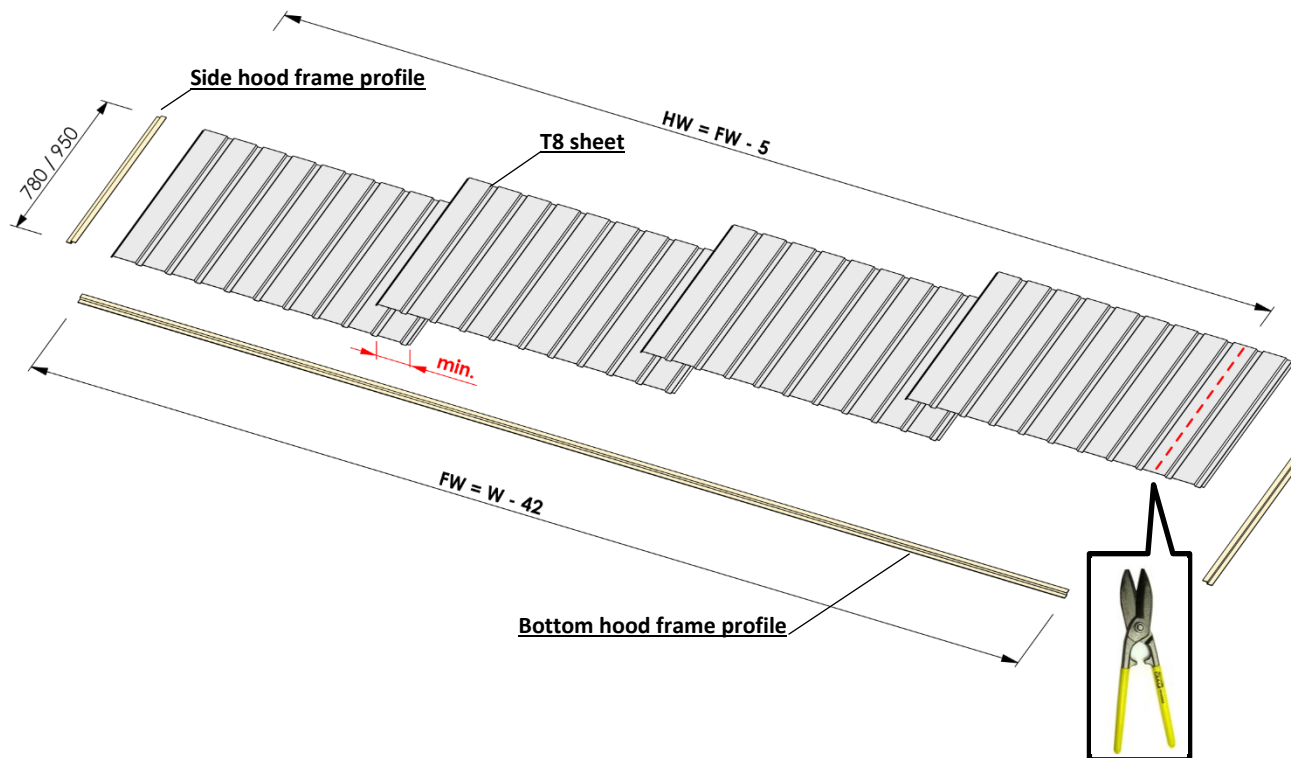 Side hood frame profile
780 / 950
HW = FW - 5
T8 sheet
min.
FW = W - 42
Bottom hood frame profile